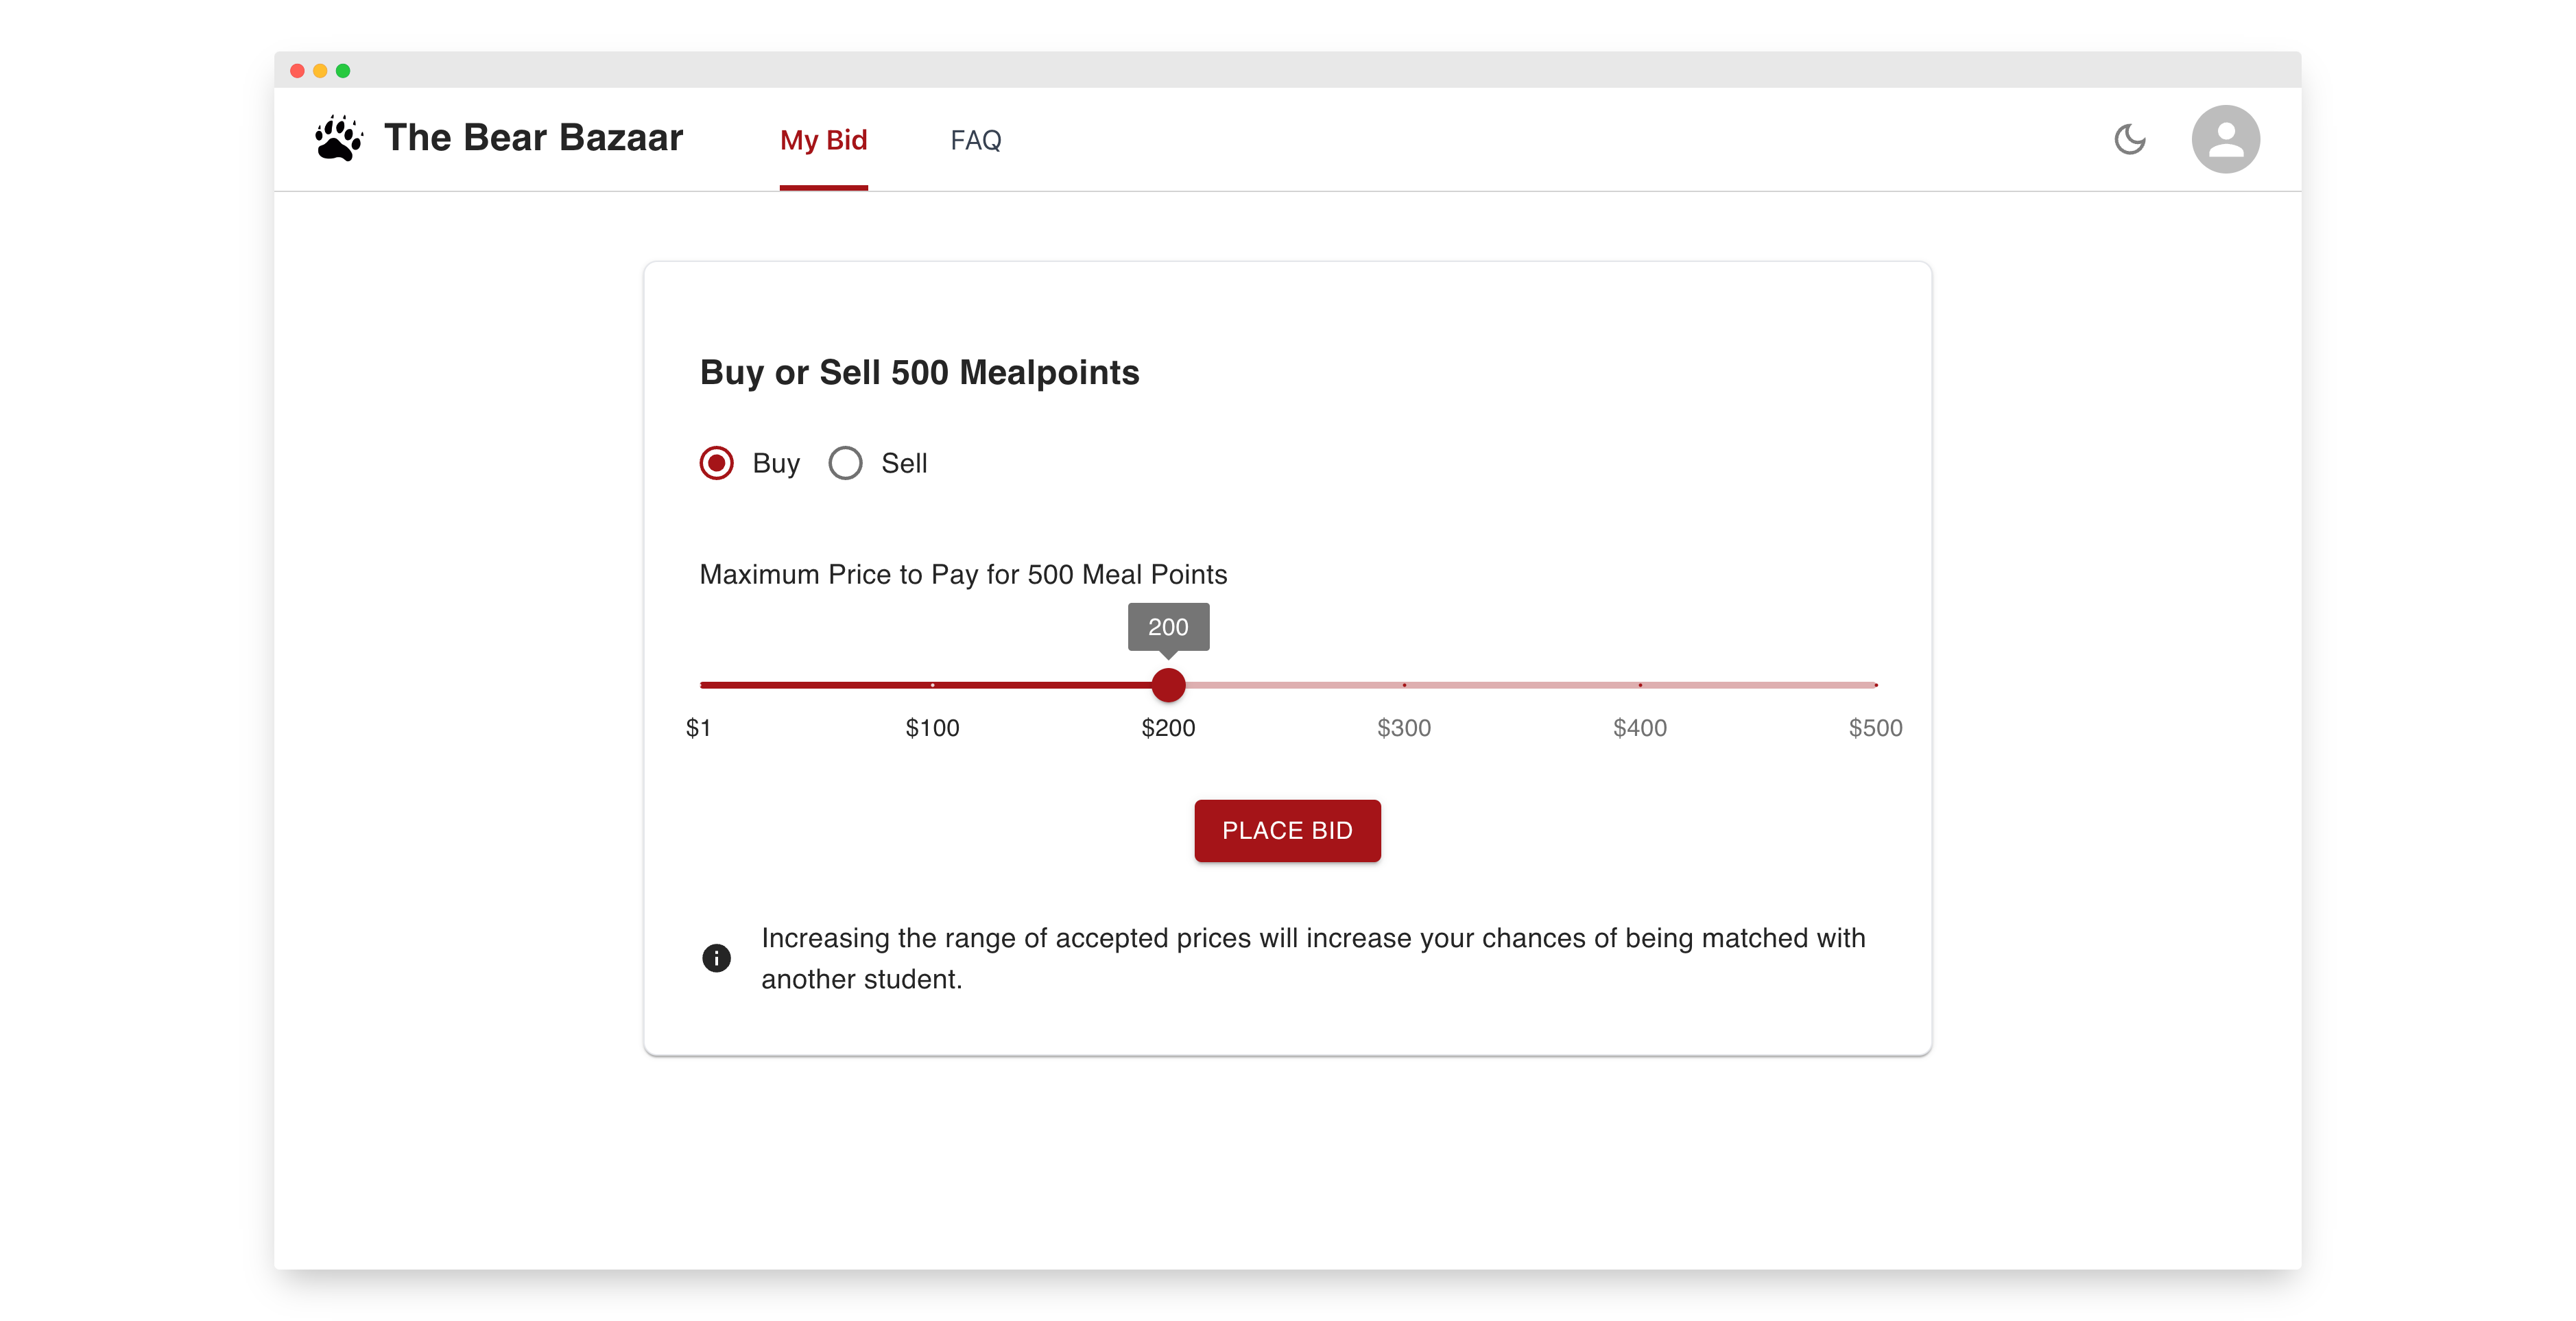 The Bear Bazaar
My Bid
FAQ
Buy or Sell 500 Mealpoints
Buy
Sell
Maximum Price to Pay for 500 Meal Points
200
$1
$100
$200
$300
$400
$500
PLACE BID
Increasing the range of accepted prices will increase your chances of being matched with
another student.